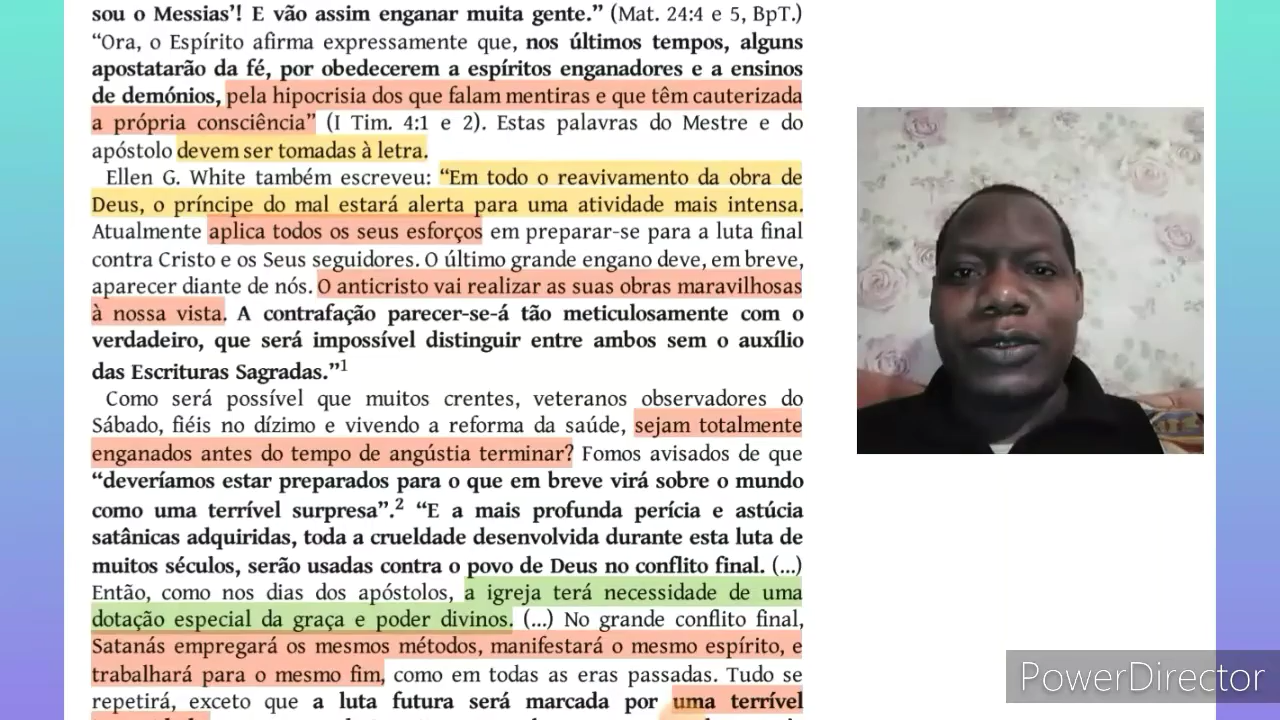 sou o Messias’! E vão assim enganar muita gente.” (Mat. 24:4 e 5, BpT.)
“Ora, o Espírito afirma expressamente que, nos últimos tempos, alguns
apostatarão da fé, por obedecerem a espíritos enganadores e a ensinos
de demónios, pela hipocrisia dos que falam mentiras e que têm cauterizada
a própria consciência” (I Tim. 4:1 e 2). Estas palavras do Mestre e do
apóstolo devem ser tomadas à letra.
Ellen G. White também escreveu: “Em todo o reavivamento da obra de
Deus, o príncipe do mal estará alerta para uma atividade mais intensa.
Atualmente aplica todos os seus esforços em preparar-se para a luta final
contra Cristo e os Seus seguidores. O último grande engano deve, em breve,
aparecer diante de nós. O anticristo vai realizar as suas obras maravilhosas
à nossa vista. A contrafação parecer-se-á tão meticulosamente com o
verdadeiro, que será impossível distinguir entre ambos sem o auxílio
das Escrituras Sagradas.”1
Como será possível que muitos crentes, veteranos observadores do
Sábado, fiéis no dízimo e vivendo a reforma da saúde, sejam totalmente
enganados antes do tempo de angústia terminar? Fomos avisados de que
“deveríamos estar preparados para o que em breve virá sobre o mundo
como uma terrível surpresa”.2 “E a mais profunda perícia e astúcia
satânicas adquiridas, toda a crueldade desenvolvida durante esta luta de
muitos séculos, serão usadas contra o povo de Deus no conflito final. (...)
Então, como nos dias dos apóstolos, a igreja terá necessidade de uma
dotação especial da graça e poder divinos. (...) No grande conflito final,
Satanás empregará os mesmos métodos, manifestará o mesmo espírito, e
trabalhará para o mesmo fim, como em todas as eras passadas. Tudo se
repetirá, exceto que a luta futura será marcada por uma terrível
PowerDirector